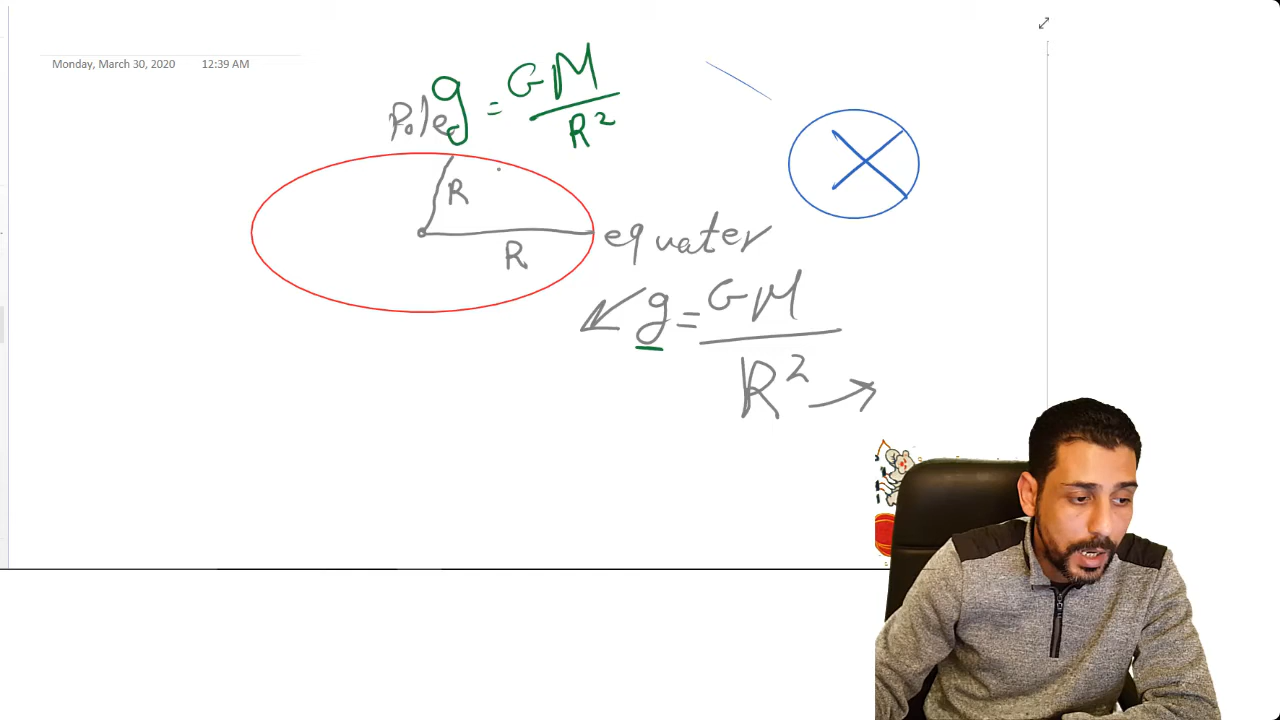 Monday, March 30, 2020 12:39 AM
Pole g = GM / R²
R
R
equater
g = GM / R²